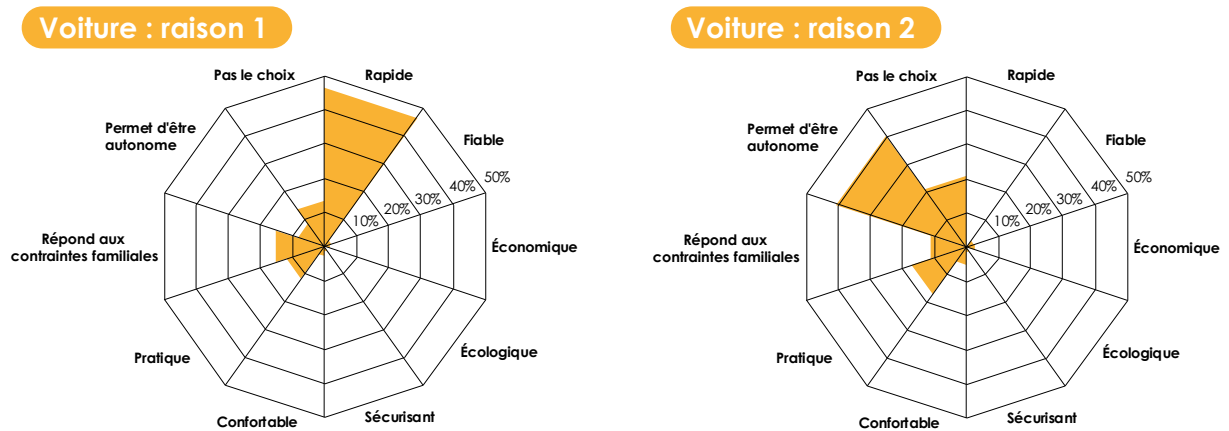 Voiture : raison 1
Pas le choix
Rapide
Permet d'être
autonome
Fiable
50%
40%
30%
20%
10%
Répond aux
contraintes familiales
Économique
Pratique
Écologique
Confortable
Sécurisant
Voiture : raison 2
Pas le choix
Rapide
Permet d'être
autonome
Fiable
50%
40%
30%
20%
10%
Répond aux
contraintes familiales
Économique
Pratique
Écologique
Confortable
Sécurisant